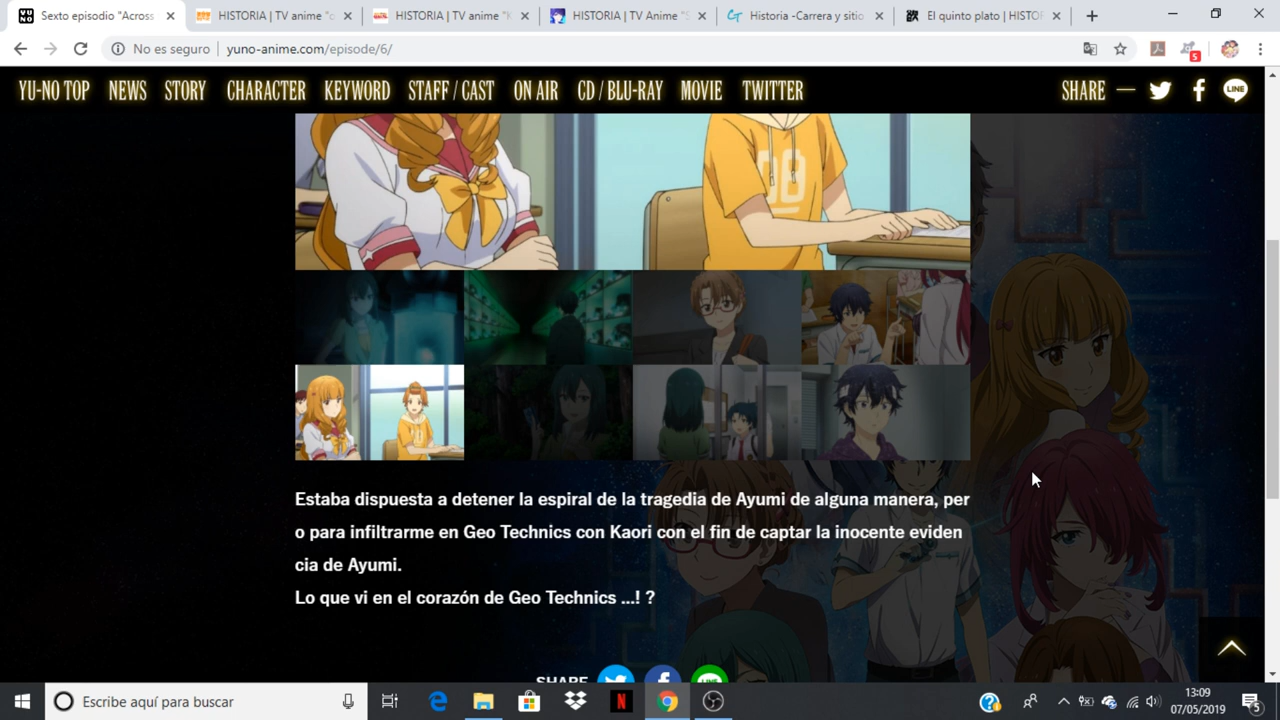 Sexto episodio "Across
HISTORIA | TV anime "c
HISTORIA | TV anime "K
HISTORIA | TV Anime "S
Historia -Carrera y sitio
El quinto plato | HISTOR
No es seguro
yuno-anime.com/episode/6/
5
YU-NO TOP
NEWS
STORY
CHARACTER
KEYWORD
STAFF / CAST
ON AIR
CD / BLU-RAY
MOVIE
TWITTER
SHARE
LINE
Estaba dispuesta a detener la espiral de la tragedia de Ayumi de alguna manera, per
o para infiltrarme en Geo Technics con Kaori con el fin de captar la inocente eviden
cia de Ayumi.
Lo que vi en el corazón de Geo Technics ...! ?
SHARE
Escribe aquí para buscar
13:09
07/05/2019
5